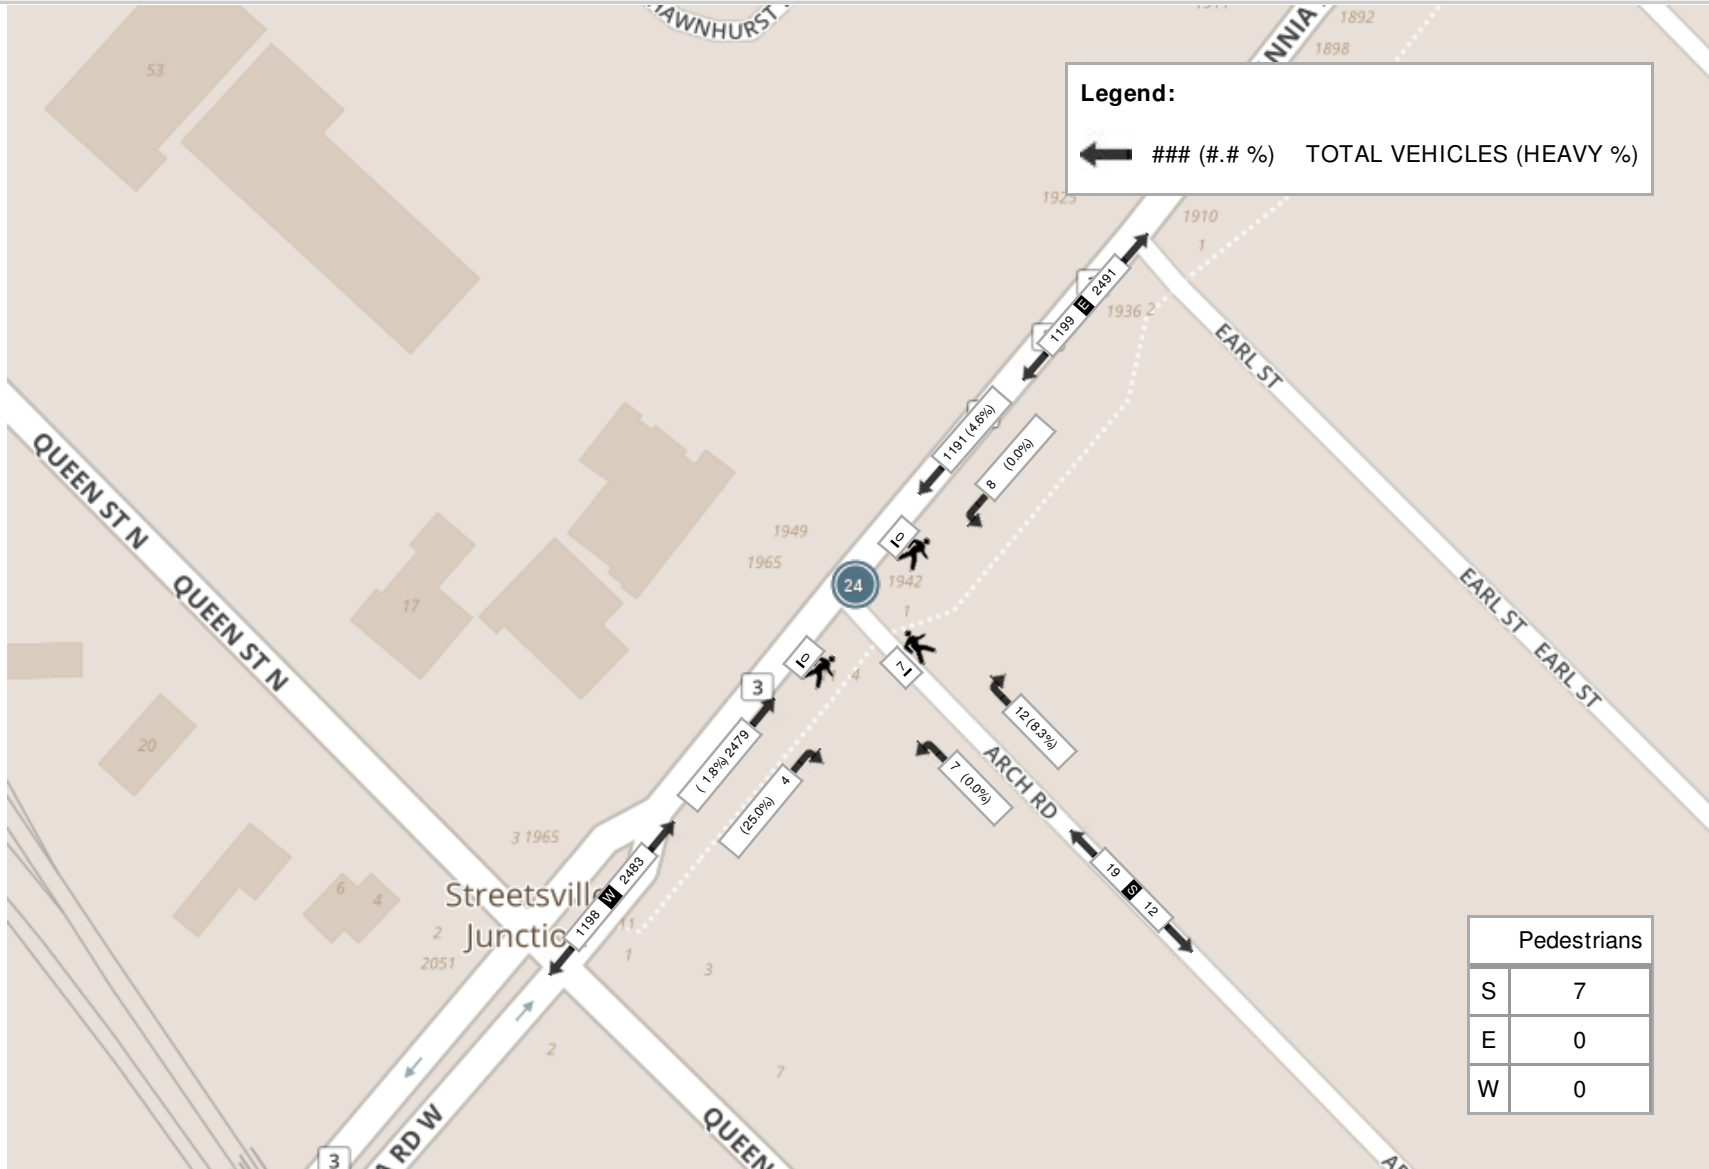 AWNHURST
NNIA
1892
1898
53
Legend:
### (#.# %) TOTAL VEHICLES (HEAVY %)
1925
1910
1
1199 E 2491
1936 2
EARL ST
1191 (4.6%)
8 (0.0%)
QUEEN ST N
1949
1965
0
24
1942
1
17
QUEEN ST N
EARL ST
EARL ST
0
7
4
3
12 (8.3%)
( 1.8%) 2479
(25.0%) 4
7 (0.0%)
ARCH RD
20
3 1965
6
4
Streetsville
Junctio
1198 W 2483
19 S 12
2
2051
11
1
3
2
7
Pedestrians
S 7
E 0
W 0
QUEEN
RD W
3